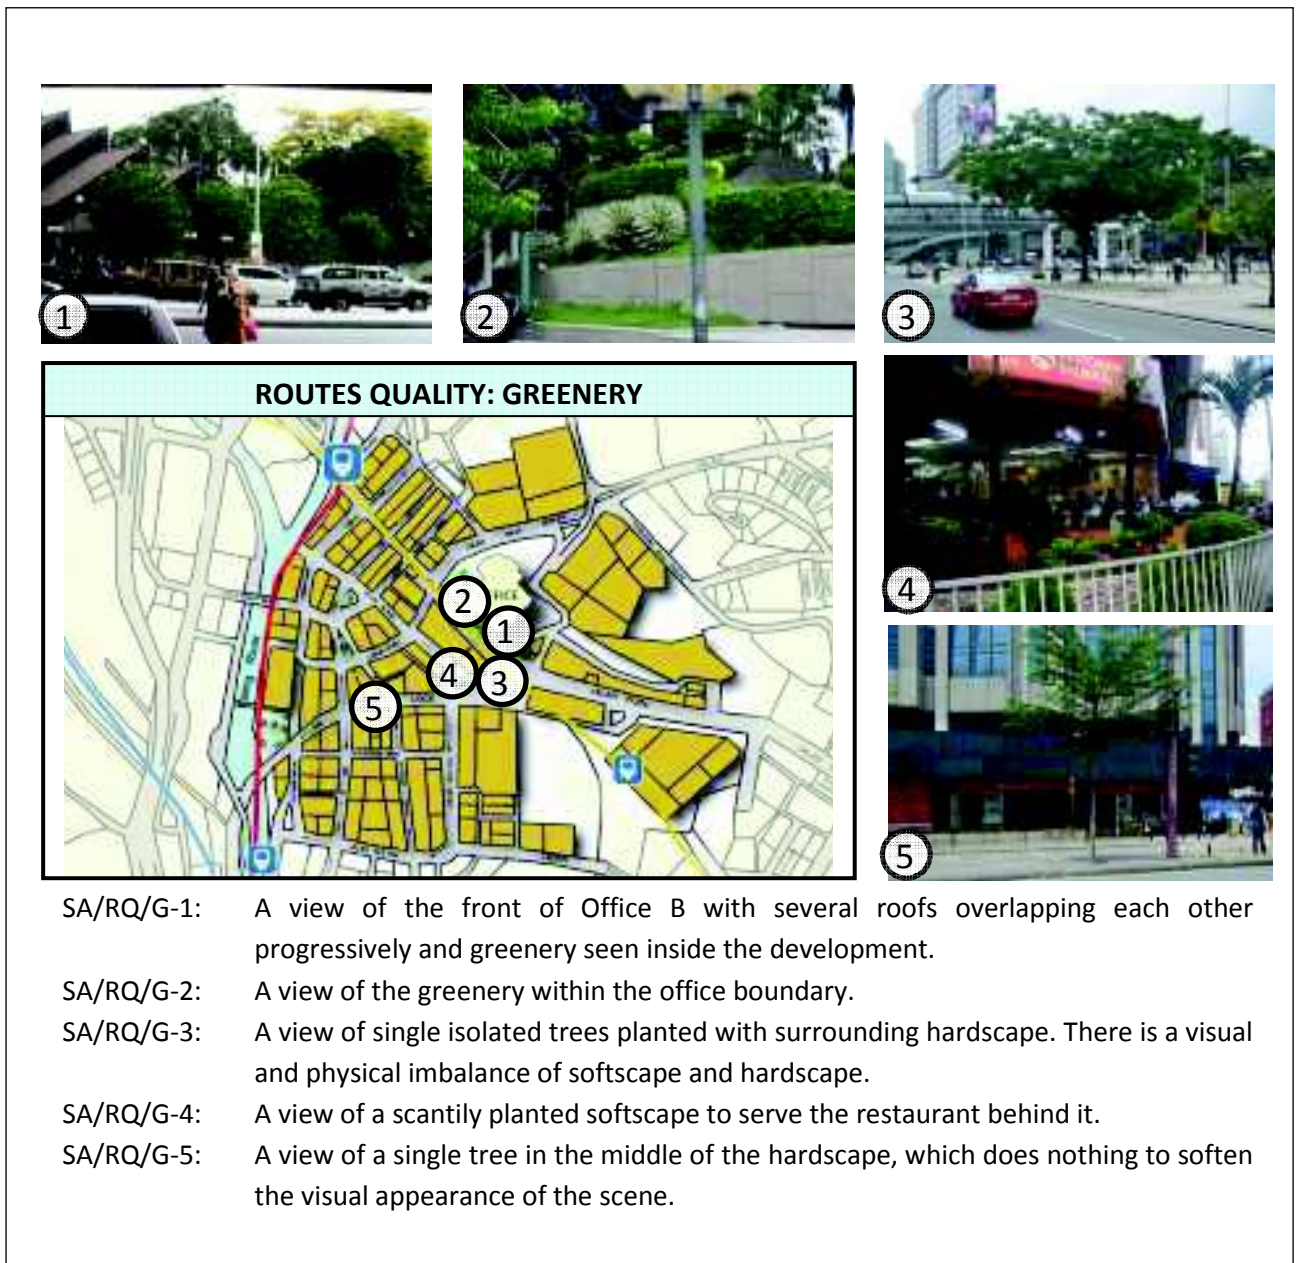 1
2
3
ROUTES QUALITY: GREENERY
2
1
4
3
5
4
5
SA/RQ/G-1: A view of the front of Office B with several roofs overlapping each other
progressively and greenery seen inside the development.
SA/RQ/G-2: A view of the greenery within the office boundary.
SA/RQ/G-3: A view of single isolated trees planted with surrounding hardscape. There is a visual
and physical imbalance of softscape and hardscape.
SA/RQ/G-4: A view of a scantily planted softscape to serve the restaurant behind it.
SA/RQ/G-5: A view of a single tree in the middle of the hardscape, which does nothing to soften
the visual appearance of the scene.